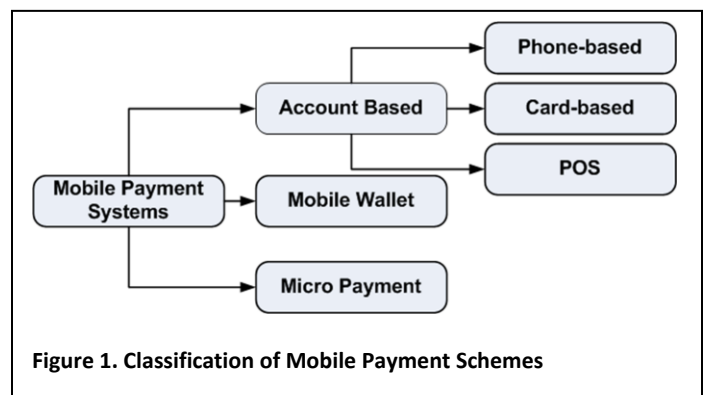 Phone-based
Account Based
Card-based
POS
Mobile Payment
Systems
Mobile Wallet
Micro Payment
Figure 1. Classification of Mobile Payment Schemes